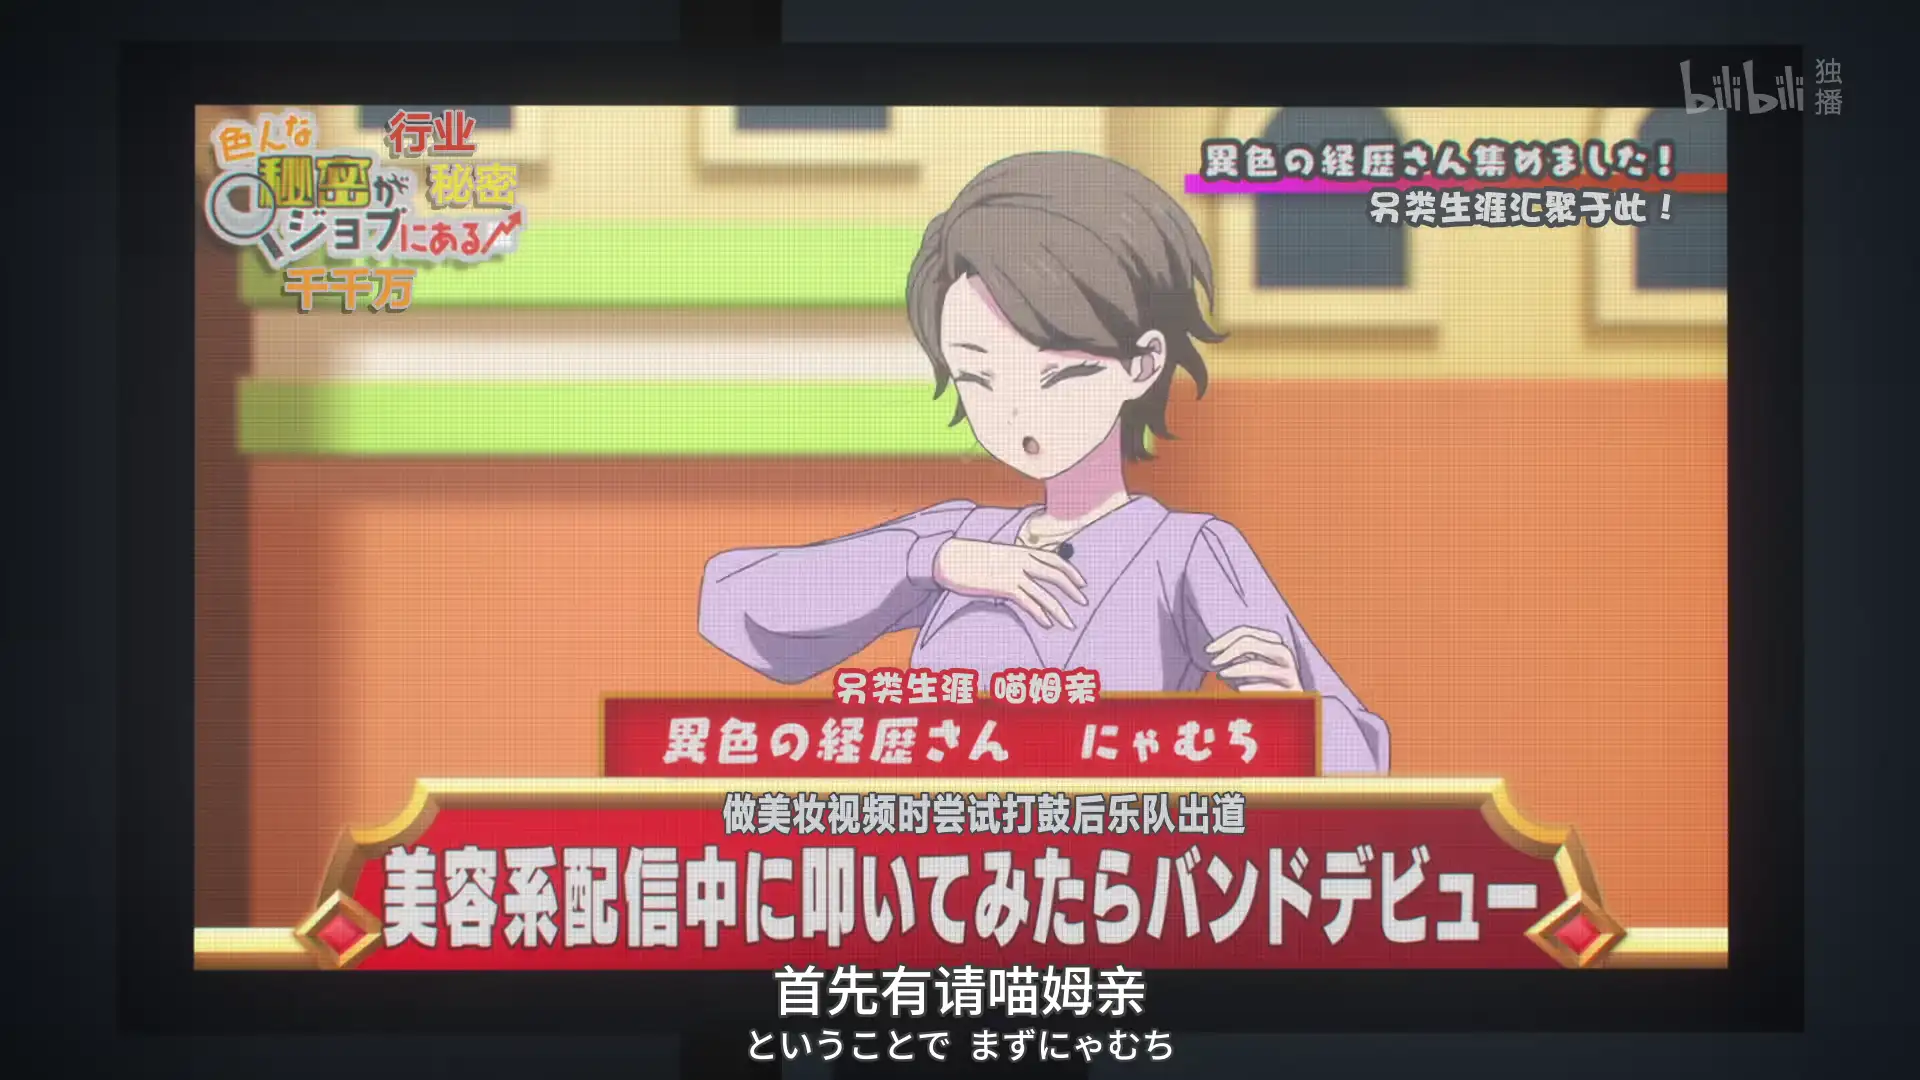 bilibili 独播
色んな
秘密が
ジョブにある
行业
秘密
千千万
異色の経歴さん集めました！
另类生涯汇聚于此！
另类生涯 喵姆亲
異色の経歴さん にゃむち
做美妆视频时尝试打鼓后乐队出道
美容系配信中に叩いてみたらバンドデビュー
首先有请喵姆亲
ということで まずにゃむち